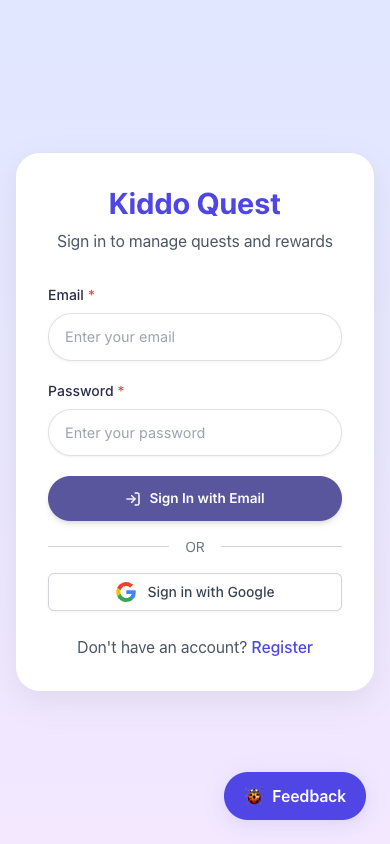 Kiddo Quest
Sign in to manage quests and rewards
Email *
Enter your email
Password *
Enter your password
Sign In with Email
OR
Sign in with Google
Don't have an account? Register
Feedback